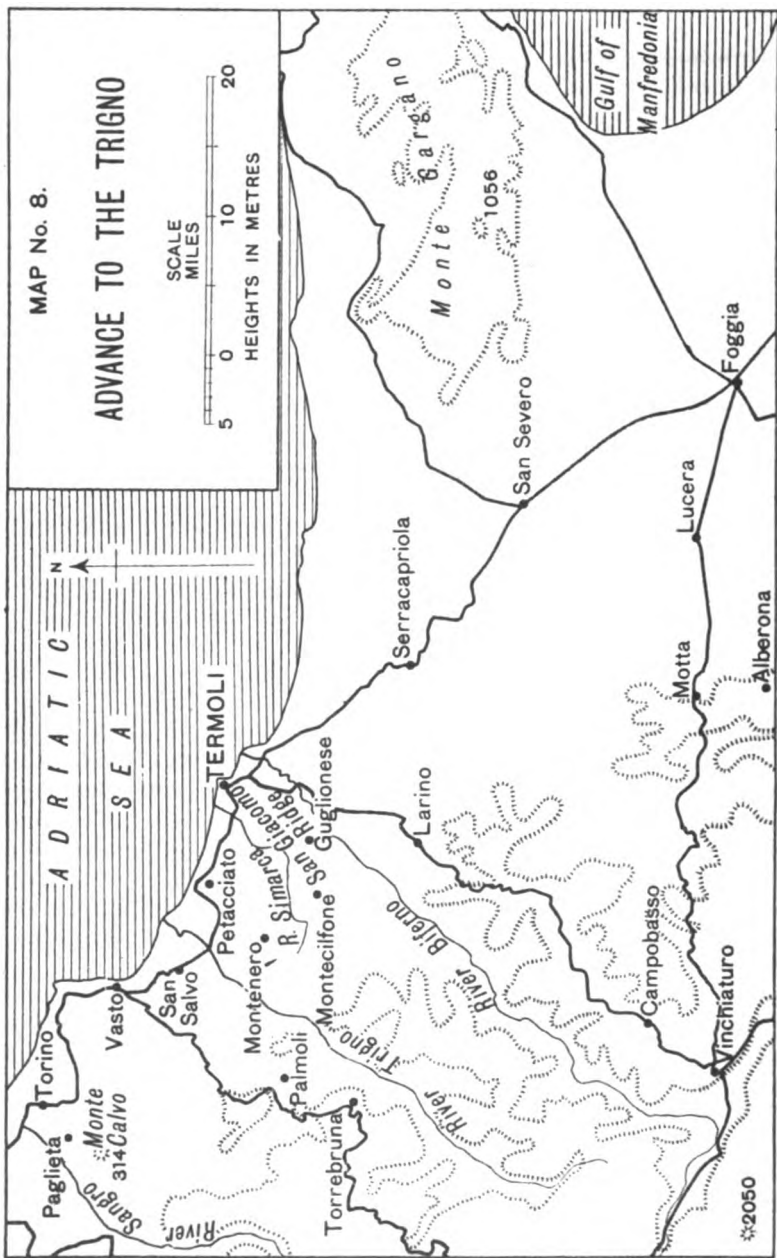 MAP No. 8.
ADVANCE TO THE TRIGNO
SCALE
MILES
5 0 10 20
HEIGHTS IN METRES
N
ADRIATIC
SEA
Torino
Paglieta
Monte
314 Calvo
Vasto
San
Salvo
Sangro
River
Petacciato
TERMOLI
Montenero
R. Simarca
San Giacomo
Ridge
Guglionese
Montecilfone
Palmoli
Torrebruna
River Trigno
River Biferno
Larino
Serracapriola
San Severo
Monte Gargano
1056
Gulf of
Manfredonia
Foggia
Lucera
Motta
Alberona
Campobasso
Vinchiaturo
2050